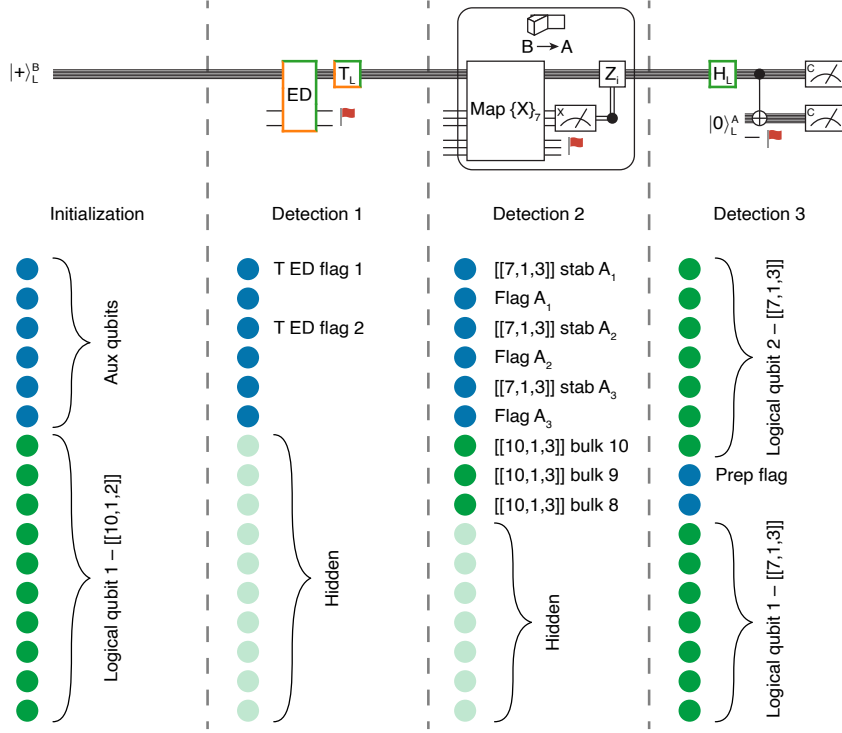 |+⟩_L^B
ED
T_L
B → A
Map {X}_7
X
Z_i
H_L
|0⟩_L^A
C
C
Initialization
Detection 1
Detection 2
Detection 3
Aux qubits
Logical qubit 1 – [[10,1,2]]
T ED flag 1
T ED flag 2
Hidden
[[7,1,3]] stab A_1
Flag A_1
[[7,1,3]] stab A_2
Flag A_2
[[7,1,3]] stab A_3
Flag A_3
[[10,1,3]] bulk 10
[[10,1,3]] bulk 9
[[10,1,3]] bulk 8
Hidden
Logical qubit 2 – [[7,1,3]]
Prep flag
Logical qubit 1 – [[7,1,3]]